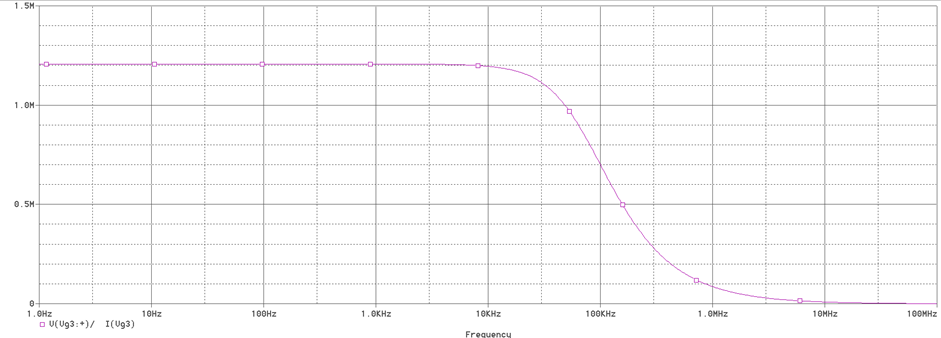 1.5M
1.0M
0.5M
0
1.0Hz 10Hz 100Hz 1.0KHz 10KHz 100KHz 1.0MHz 10MHz 100MHz
V(Vg3:+)/ I(Vg3)
Frequency